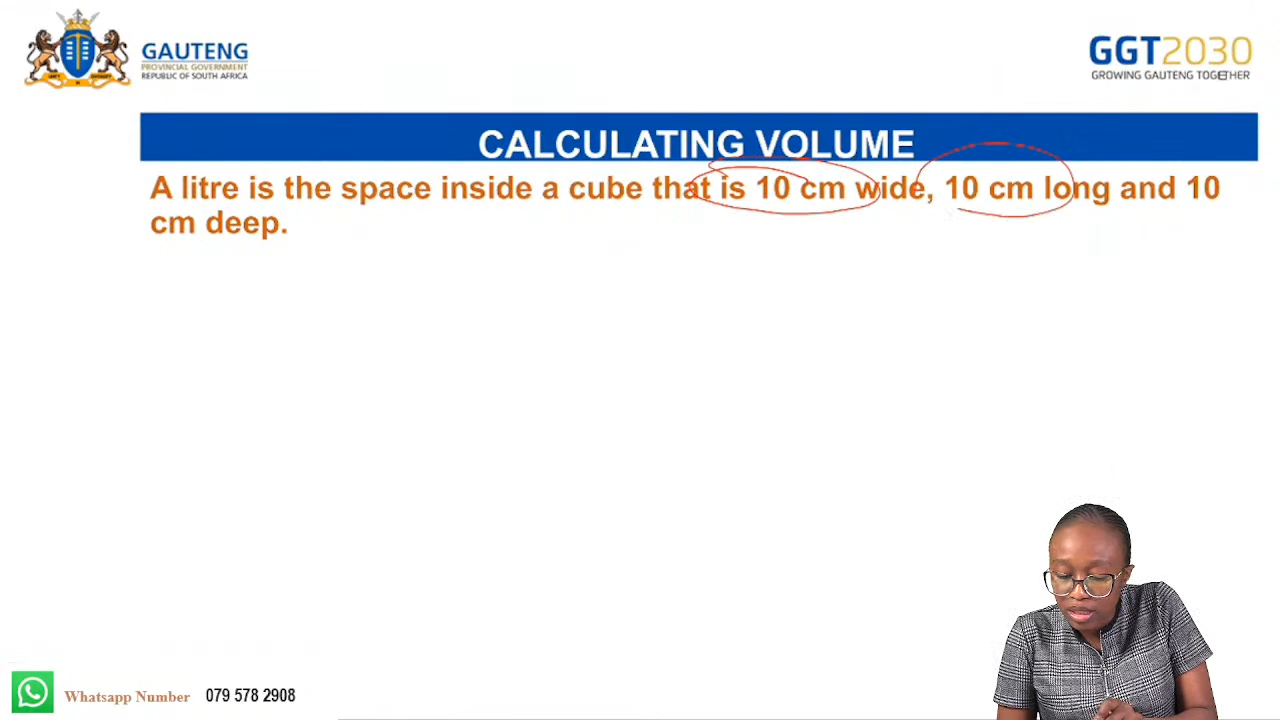 GAUTENG
PROVINCIAL GOVERNMENT
REPUBLIC OF SOUTH AFRICA
GGT2030
GROWING GAUTENG TOGETHER
CALCULATING VOLUME
A litre is the space inside a cube that is 10 cm wide, 10 cm long and 10
cm deep.
Whatsapp Number 079 578 2908